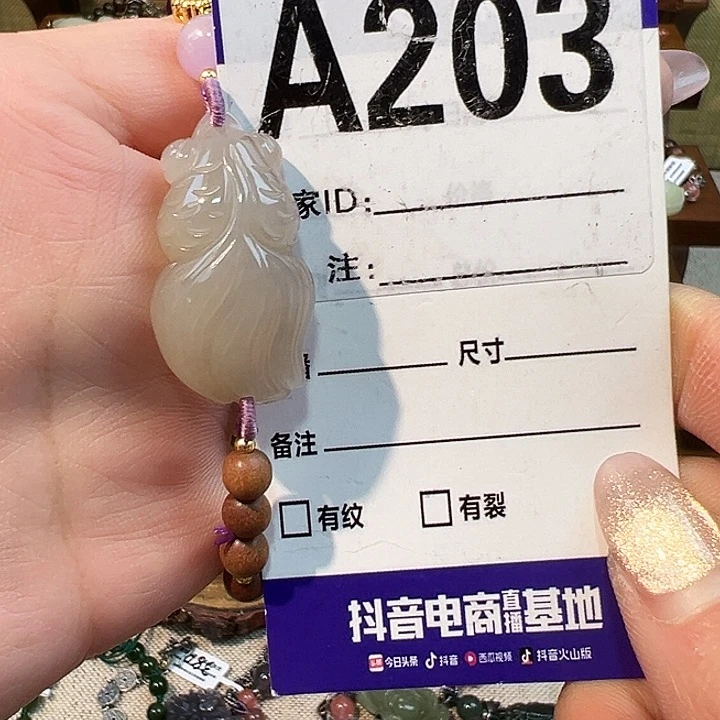 A203
家ID:
注:
尺寸
备注
□有纹 □有裂
抖音电商直播基地
今日头条 抖音 西瓜视频 抖音火山版